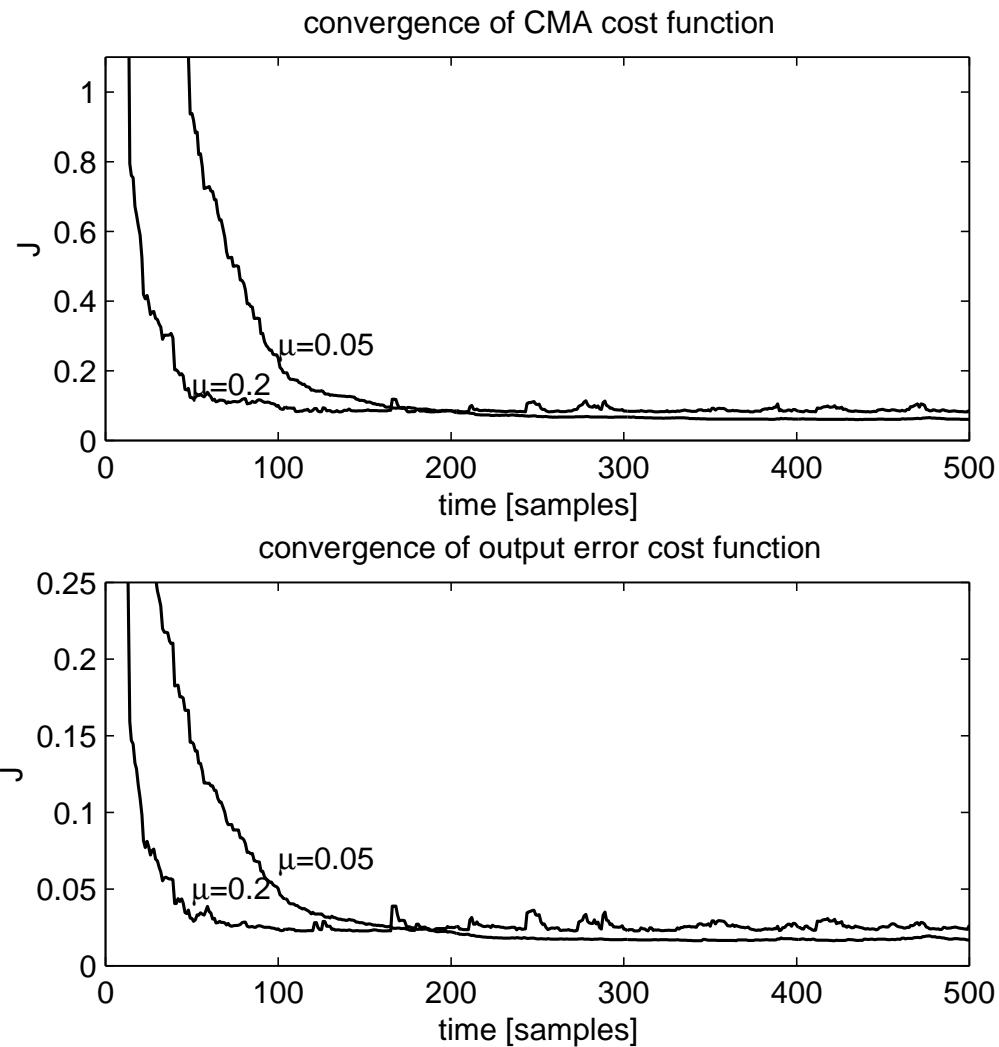 convergence of CMA cost function
1
0.8
0.6
0.4
0.2
0
J
μ=0.05
μ=0.2
0 100 200 300 400 500
time [samples]
convergence of output error cost function
0.25
0.2
0.15
0.1
0.05
0
J
μ=0.05
μ=0.2
0 100 200 300 400 500
time [samples]